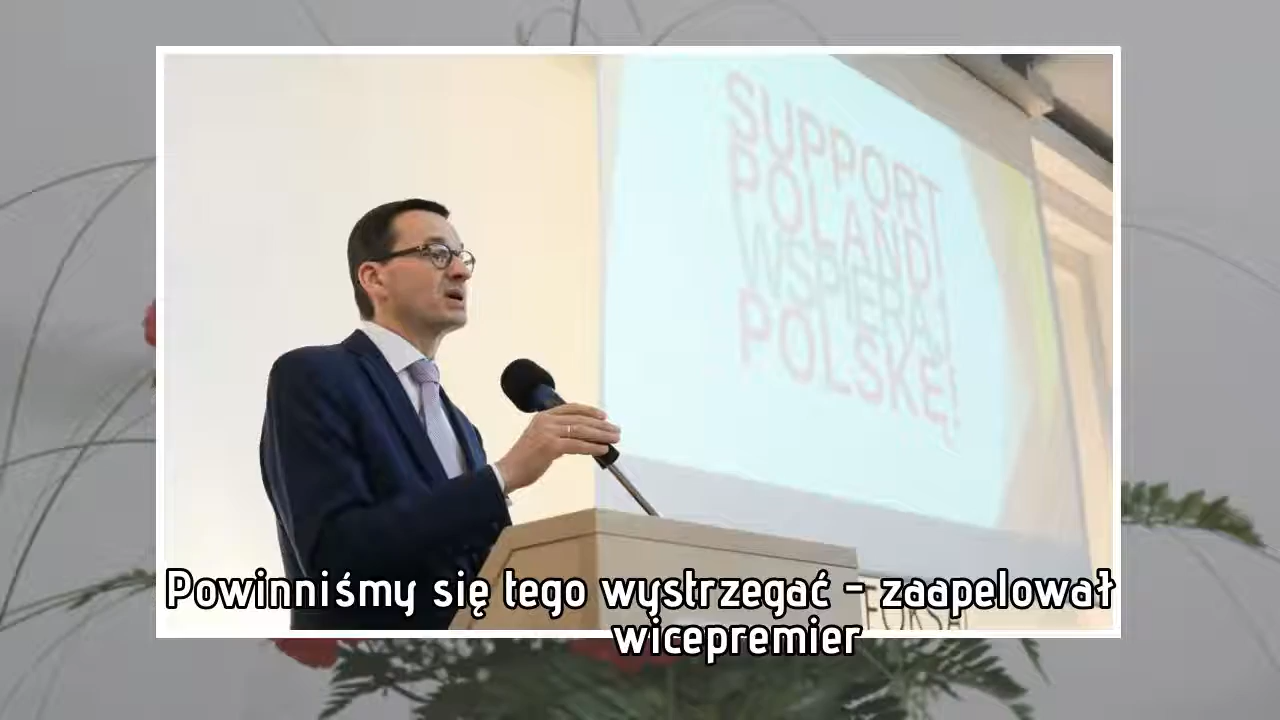 SUPPORT
POLAND!
WSPIERAJ
POLSKĘ!
Powinniśmy się tego wystrzegać - zaapelował
wicepremier